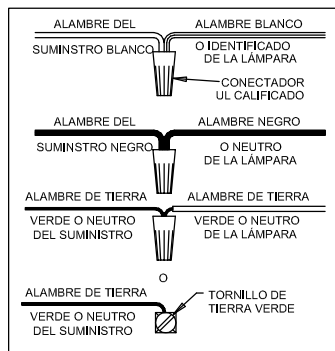 ALAMBRE DEL ALAMBRE BLANCO
SUMINSTRO BLANCO O IDENTIFICADO
DE LA LÁMPARA
CONECTADOR
UL CALIFICADO
ALAMBRE DEL ALAMBRE NEGRO
SUMINSTRO NEGRO O NEUTRO
DE LA LÁMPARA
ALAMBRE DE TIERRA ALAMBRE DE TIERRA
VERDE O NEUTRO VERDE O NEUTRO
DEL SUMINISTRO DE LA LÁMPARA
O
ALAMBRE DE TIERRA TORNILLO DE
VERDE O NEUTRO TIERRA VERDE
DEL SUMINISTRO